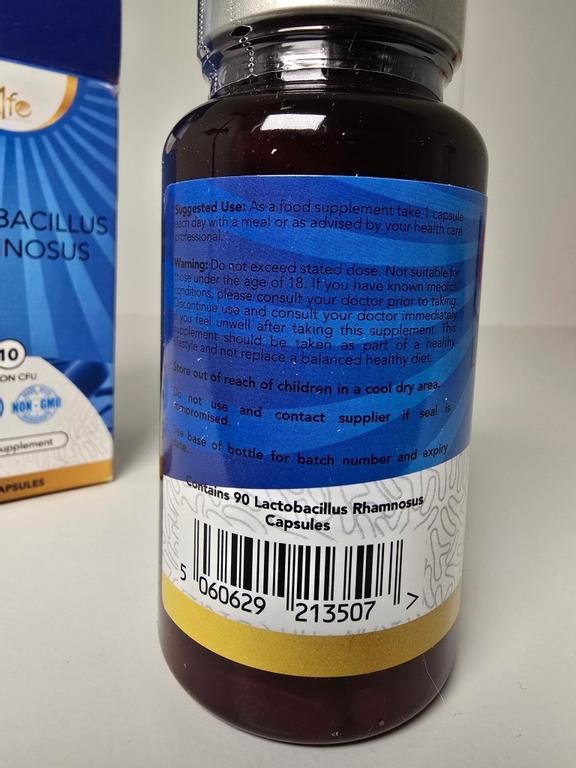 life
BACILLUS
NOSUS
10
ON CFU
NON-GMO
upplement
APSULES
Suggested Use: As a food supplement take 1 capsule
each day with a meal or as advised by your health care
professional.
Warning: Do not exceed stated dose. Not suitable for
those under the age of 18. If you have known medical
conditions, please consult your doctor prior to taking.
Discontinue use and consult your doctor immediately
if you feel unwell after taking this supplement. This
supplement should be taken as part of a healthy
lifestyle and not replace a balanced healthy diet.
Store out of reach of children in a cool dry area.
Do not use and contact supplier if seal is
compromised.
See base of bottle for batch number and expiry
date.
Contains 90 Lactobacillus Rhamnosus
Capsules
5 060629 213507 >